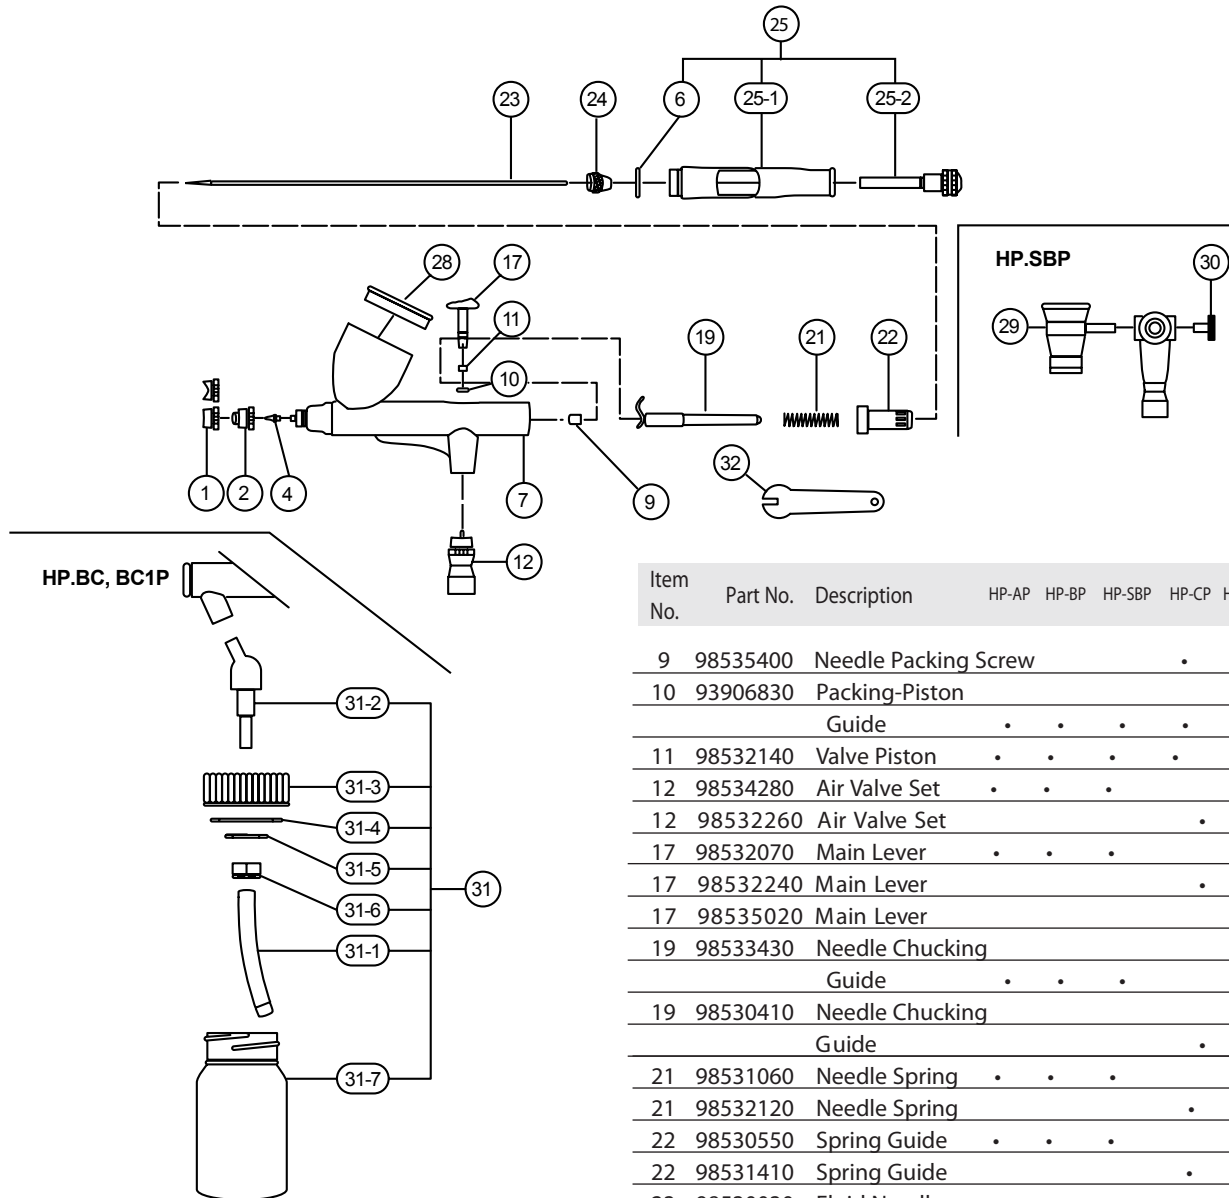 25
23
24
6
25-1
25-2
HP.SBP
30
28
17
11
10
19
21
22
29
1
2
4
7
9
32
12
HP.BC, BC1P
31-2
31-3
31-4
31-5
31-6
31-1
31
31-7
Item No. Part No. Description HP-AP HP-BP HP-SBP HP-CP H
9 98535400 Needle Packing Screw •
10 93906830 Packing-Piston
Guide • • • •
11 98532140 Valve Piston • • • •
12 98534280 Air Valve Set • • •
12 98532260 Air Valve Set •
17 98532070 Main Lever • • •
17 98532240 Main Lever •
17 98535020 Main Lever
19 98533430 Needle Chucking
Guide • • •
19 98530410 Needle Chucking
Guide •
21 98531060 Needle Spring • • •
21 98532120 Needle Spring •
22 98530550 Spring Guide • • •
22 98531410 Spring Guide •